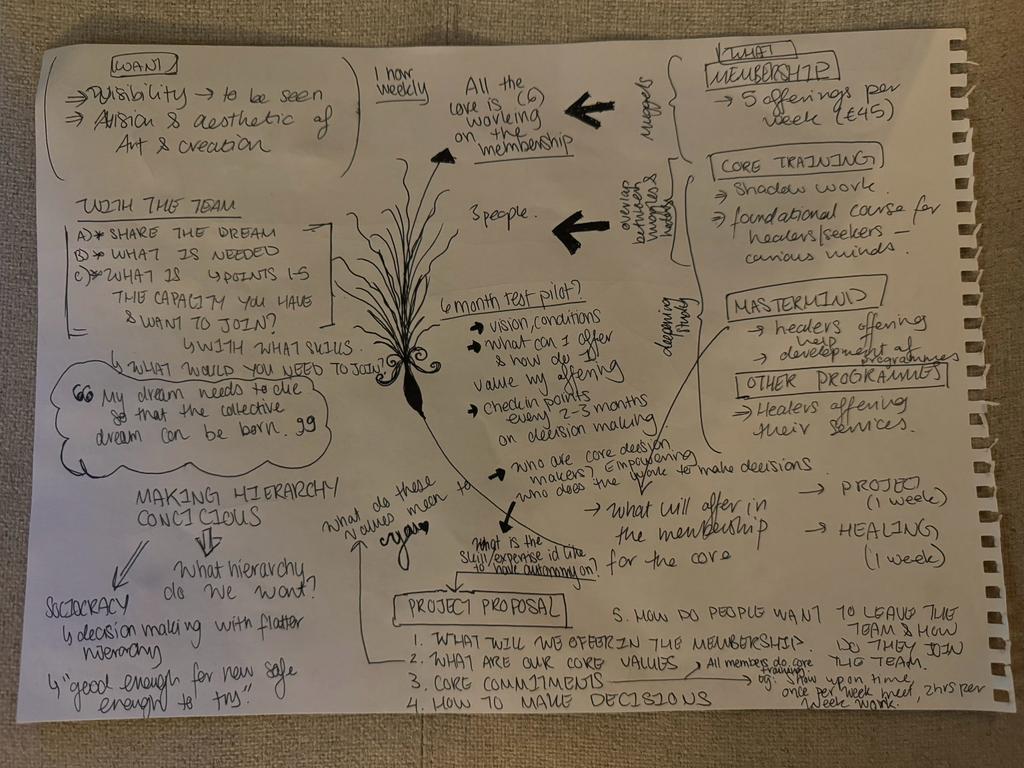 WANT
→ Visibility → to be seen
→ A vision & aesthetic of
Art & creation
1 hour
weekly
All the
core is (6)
working
on the
membership
3 people.
Nuggets
overlap
between
&
deepening
study
WHAT
MEMBERSHIP
→ 5 offerings per
week (£45)
CORE TRAINING
→ Shadow work.
→ foundational course for
healers/seekers –
curious minds.
MASTERMIND
→ healers offering
help
→ development of
programmes
OTHER PROGRAMMES
→ Healers offering
their services.
WITH THE TEAM
A) * SHARE THE DREAM
B) * WHAT IS NEEDED
C) * WHAT IS ↳ POINTS 1-5
THE CAPACITY YOU HAVE
& WANT TO JOIN?
↳ WITH WHAT SKILLS.
↳ WHAT WOULD YOU NEED TO JOIN?
66 My dream needs to die
so that the collective
dream can be born. 99
6 month test pilot?
→ vision, conditions
→ what can I offer
& how do I
value my offering
→ check in points
every 2-3 months
on decision making
→ who are core decision
makers? Empowering
who does the work to make decisions
→ What will offer in
the membership
for the core
→ PROJECT
(1 week)
→ HEALING
(1 week)
What do these
values mean to
you♥
What is the
skill/expertise id like
to have autonomy on?
MAKING HIERARCHY
CONCIOUS
What hierarchy
do we want?
SOCIOCRACY
↳ decision making with flatter
hierarchy
↳ "good enough for now safe
enough to try"
PROJECT PROPOSAL
1. WHAT WILL WE OFFER IN THE MEMBERSHIP.
2. WHAT ARE OUR CORE VALUES
3. CORE COMMITMENTS
All members do core
training.
eg: show up on time,
once per week meet, 2hrs per
week work.
4. HOW TO MAKE DECISIONS
5. HOW DO PEOPLE WANT TO LEAVE THE
TEAM & HOW
DO THEY JOIN
THE TEAM.